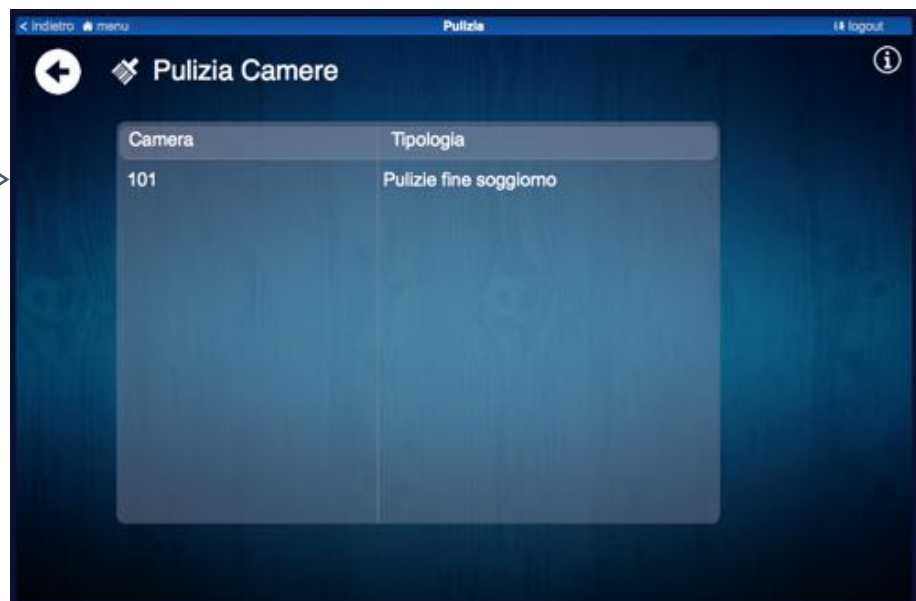 < Indietro menu Pulizia logout
Pulizia Camere
Camera Tipologia
101 Pulizie fine soggiorno